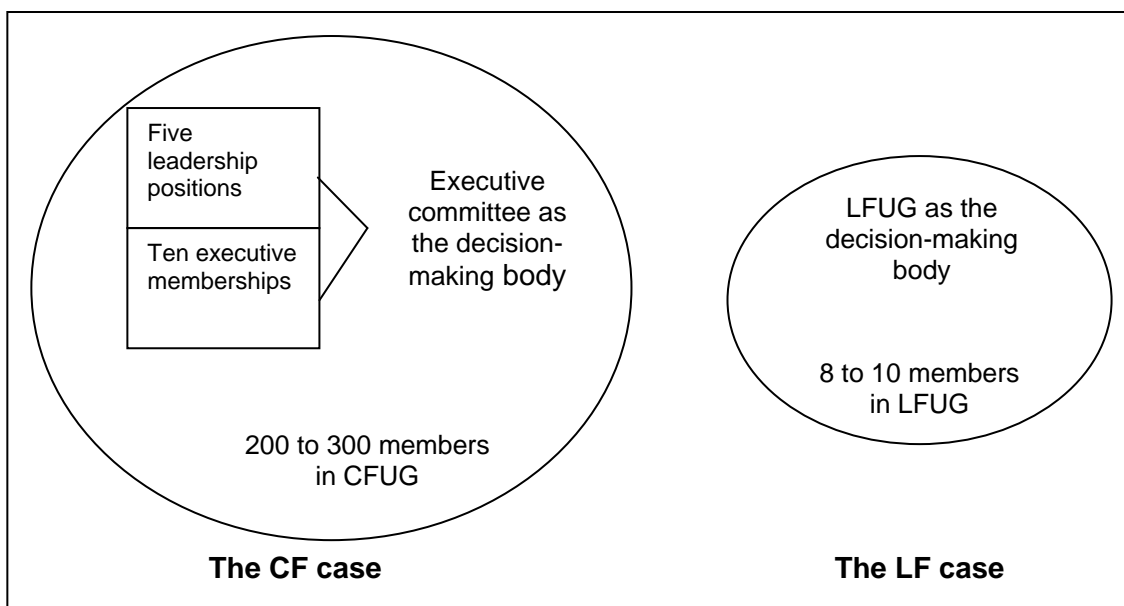 Five
leadership
positions
Ten executive
memberships
Executive
committee as
the decision-
making body
200 to 300 members
in CFUG
The CF case
LFUG as the
decision-making
body
8 to 10 members
in LFUG
The LF case